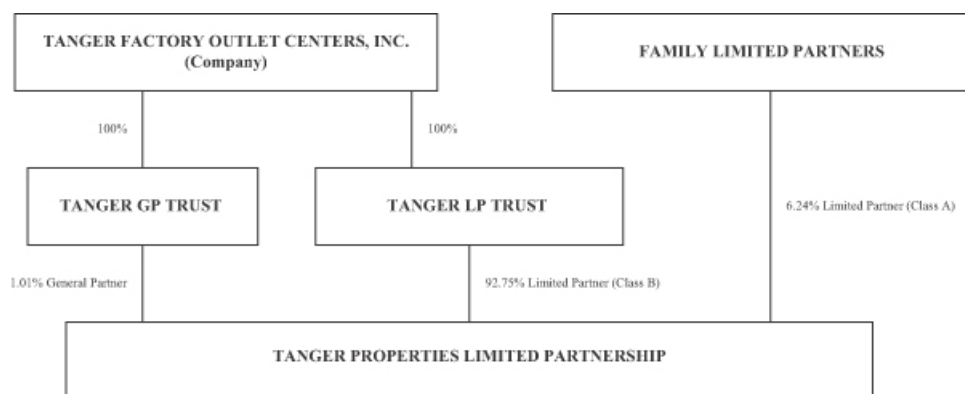 TANGER FACTORY OUTLET CENTERS, INC.
(Company)
FAMILY LIMITED PARTNERS
100%
100%
TANGER GP TRUST
TANGER LP TRUST
6.24% Limited Partner (Class A)
1.01% General Partner
92.75% Limited Partner (Class B)
TANGER PROPERTIES LIMITED PARTNERSHIP